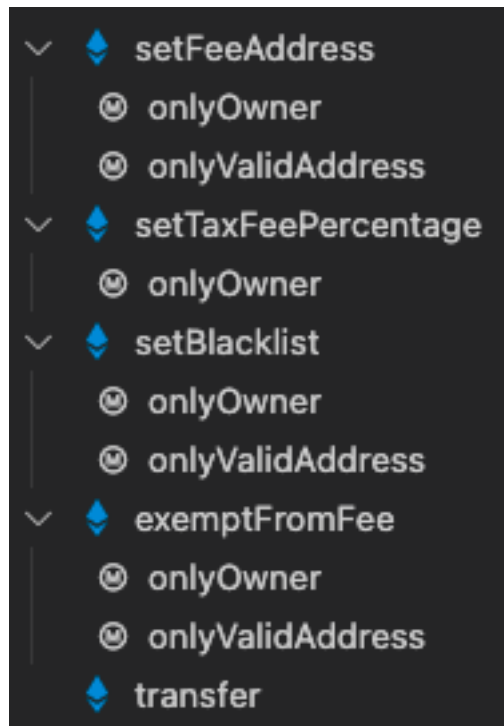 setFeeAddress
onlyOwner
onlyValidAddress
setTaxFeePercentage
onlyOwner
setBlacklist
onlyOwner
onlyValidAddress
exemptFromFee
onlyOwner
onlyValidAddress
transfer